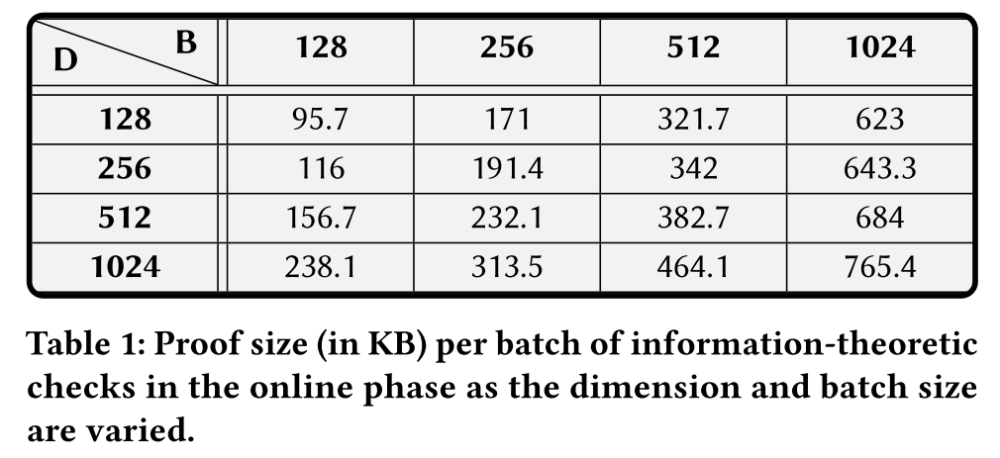 D B 128 256 512 1024
128 95.7 171 321.7 623
256 116 191.4 342 643.3
512 156.7 232.1 382.7 684
1024 238.1 313.5 464.1 765.4
Table 1: Proof size (in KB) per batch of information-theoretic
checks in the online phase as the dimension and batch size
are varied.